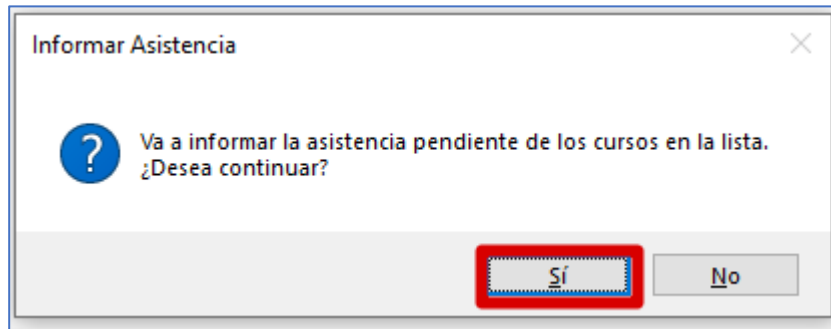 Informar Asistencia
Va a informar la asistencia pendiente de los cursos en la lista.
¿Desea continuar?
Sí No